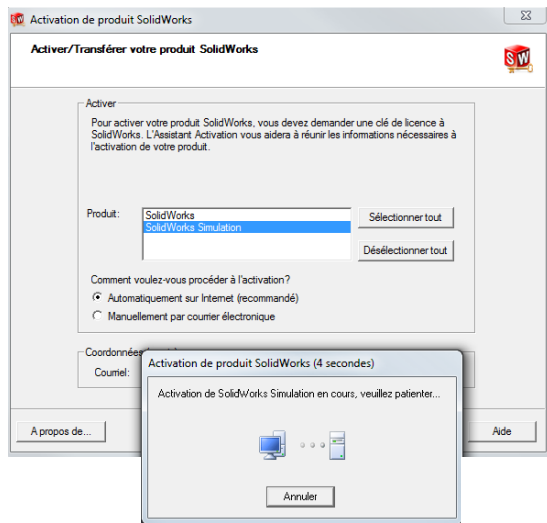 Activation de produit SolidWorks
Activer/Transférer votre produit SolidWorks
SW
Activer
Pour activer votre produit SolidWorks, vous devez demander une clé de licence à
SolidWorks. L'Assistant Activation vous aidera à réunir les informations nécessaires à
l'activation de votre produit.
Produit:
SolidWorks
SolidWorks Simulation
Sélectionner tout
Désélectionner tout
Comment voulez-vous procéder à l'activation?
Automatiquement sur Internet (recommandé)
Manuellement par courrier électronique
Coordonnées
Courriel:
Activation de produit SolidWorks (4 secondes)
Activation de SolidWorks Simulation en cours, veuillez patienter...
Annuler
A propos de...
Aide